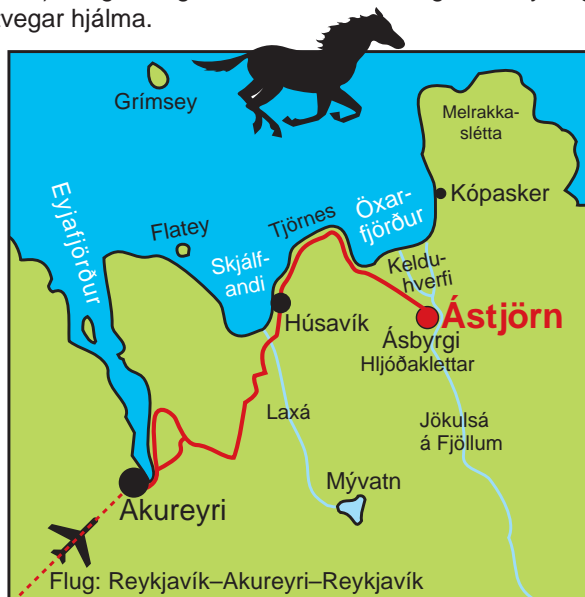 tvegar hjálma.
Grímsey
Melrakka-
slétta
Kópasker
Eyjafjörður
Flatey
Skjálf-
andi
Tjörnes
Öxar-
fjörður
Keldu-
hverfi
Ástjörn
Húsavík
Ásbyrgi
Hljóðaklettar
Laxá
Jökulsá
á Fjöllum
Mývatn
Akureyri
Flug: Reykjavík–Akureyri–Reykjavík